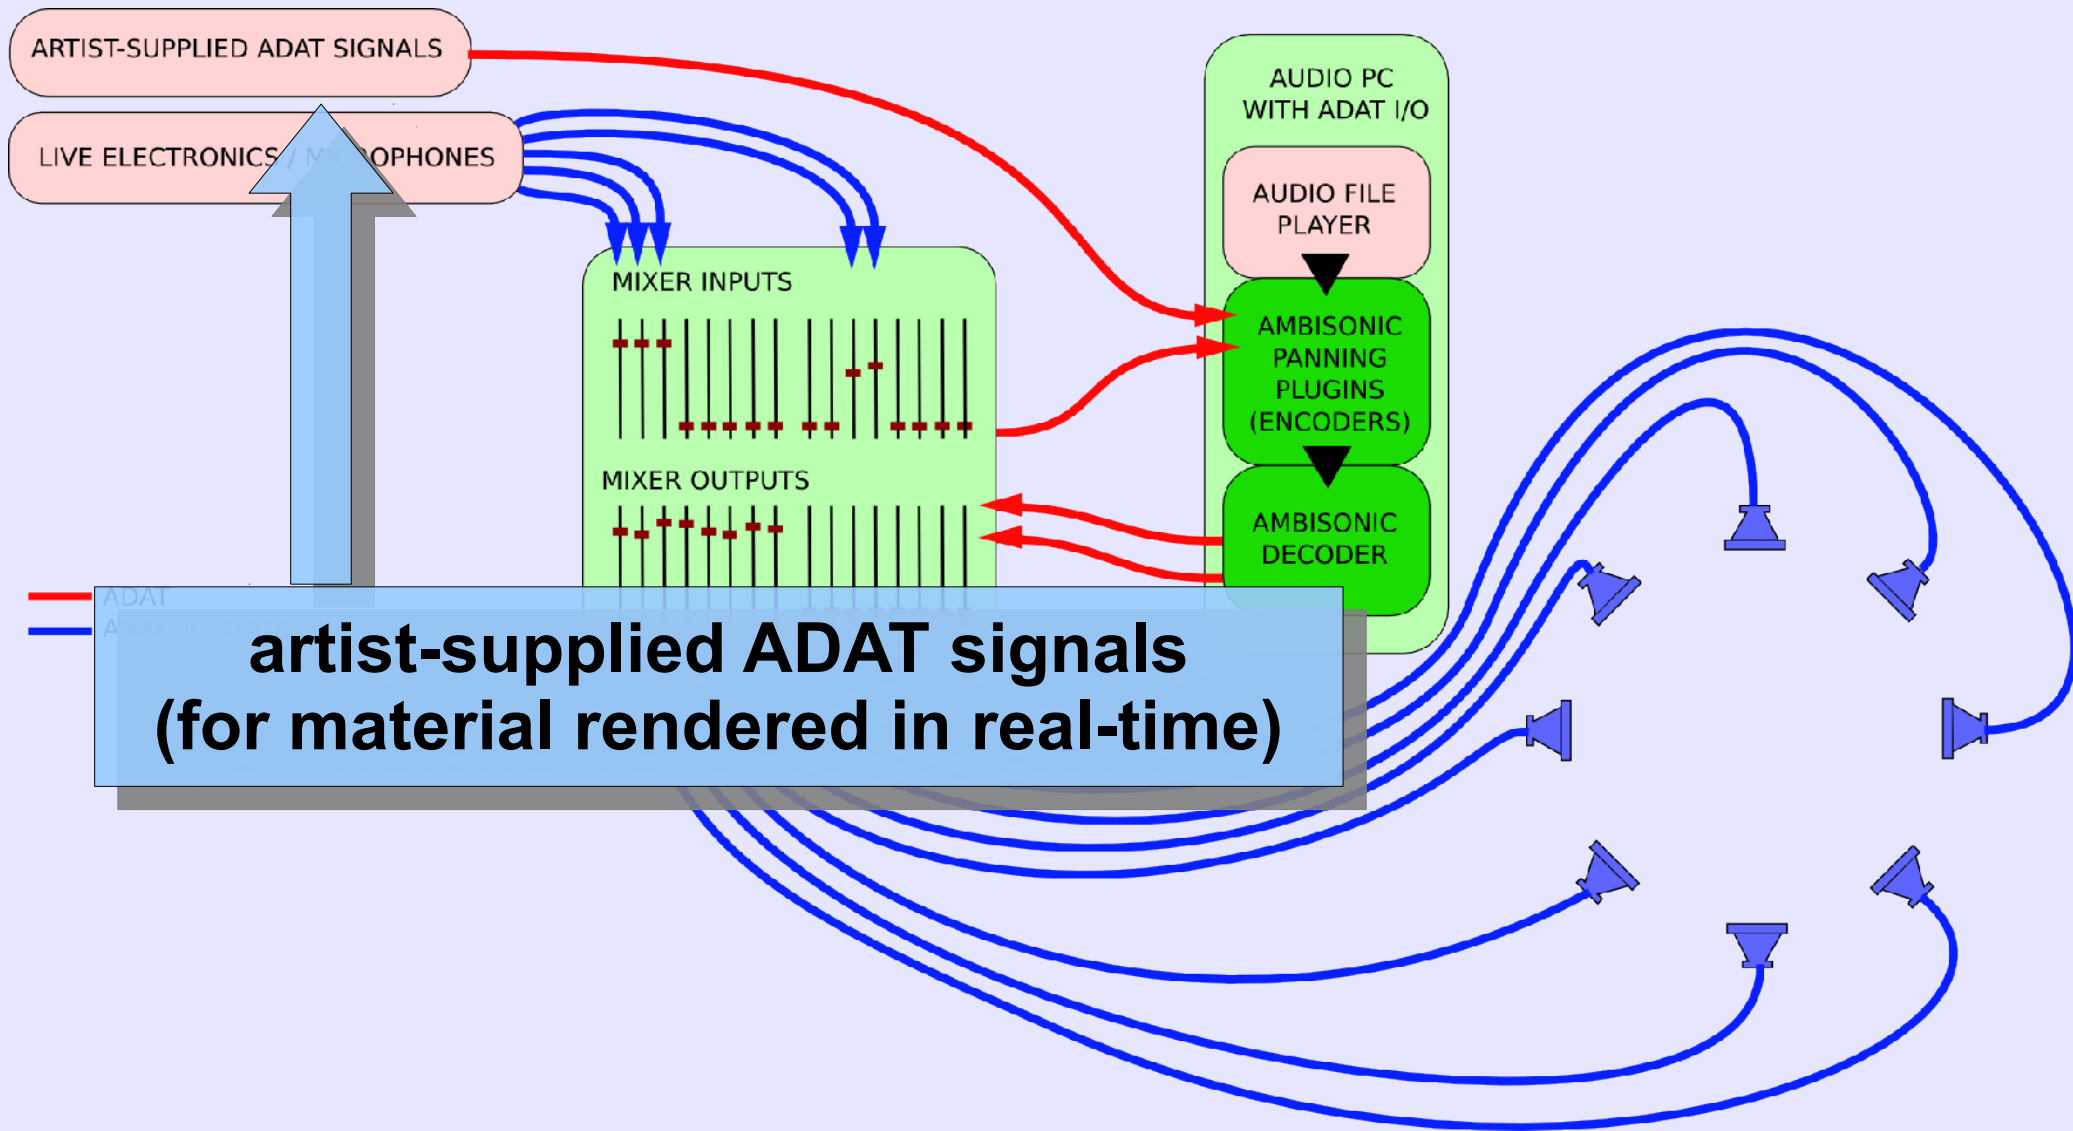 ARTIST-SUPPLIED ADAT SIGNALS
LIVE ELECTRONICS / MICROPHONES
AUDIO PC
WITH ADAT I/O
AUDIO FILE
PLAYER
MIXER INPUTS
AMBISONIC
PANNING
PLUGINS
(ENCODERS)
MIXER OUTPUTS
AMBISONIC
DECODER
ADAT
artist-supplied ADAT signals
(for material rendered in real-time)